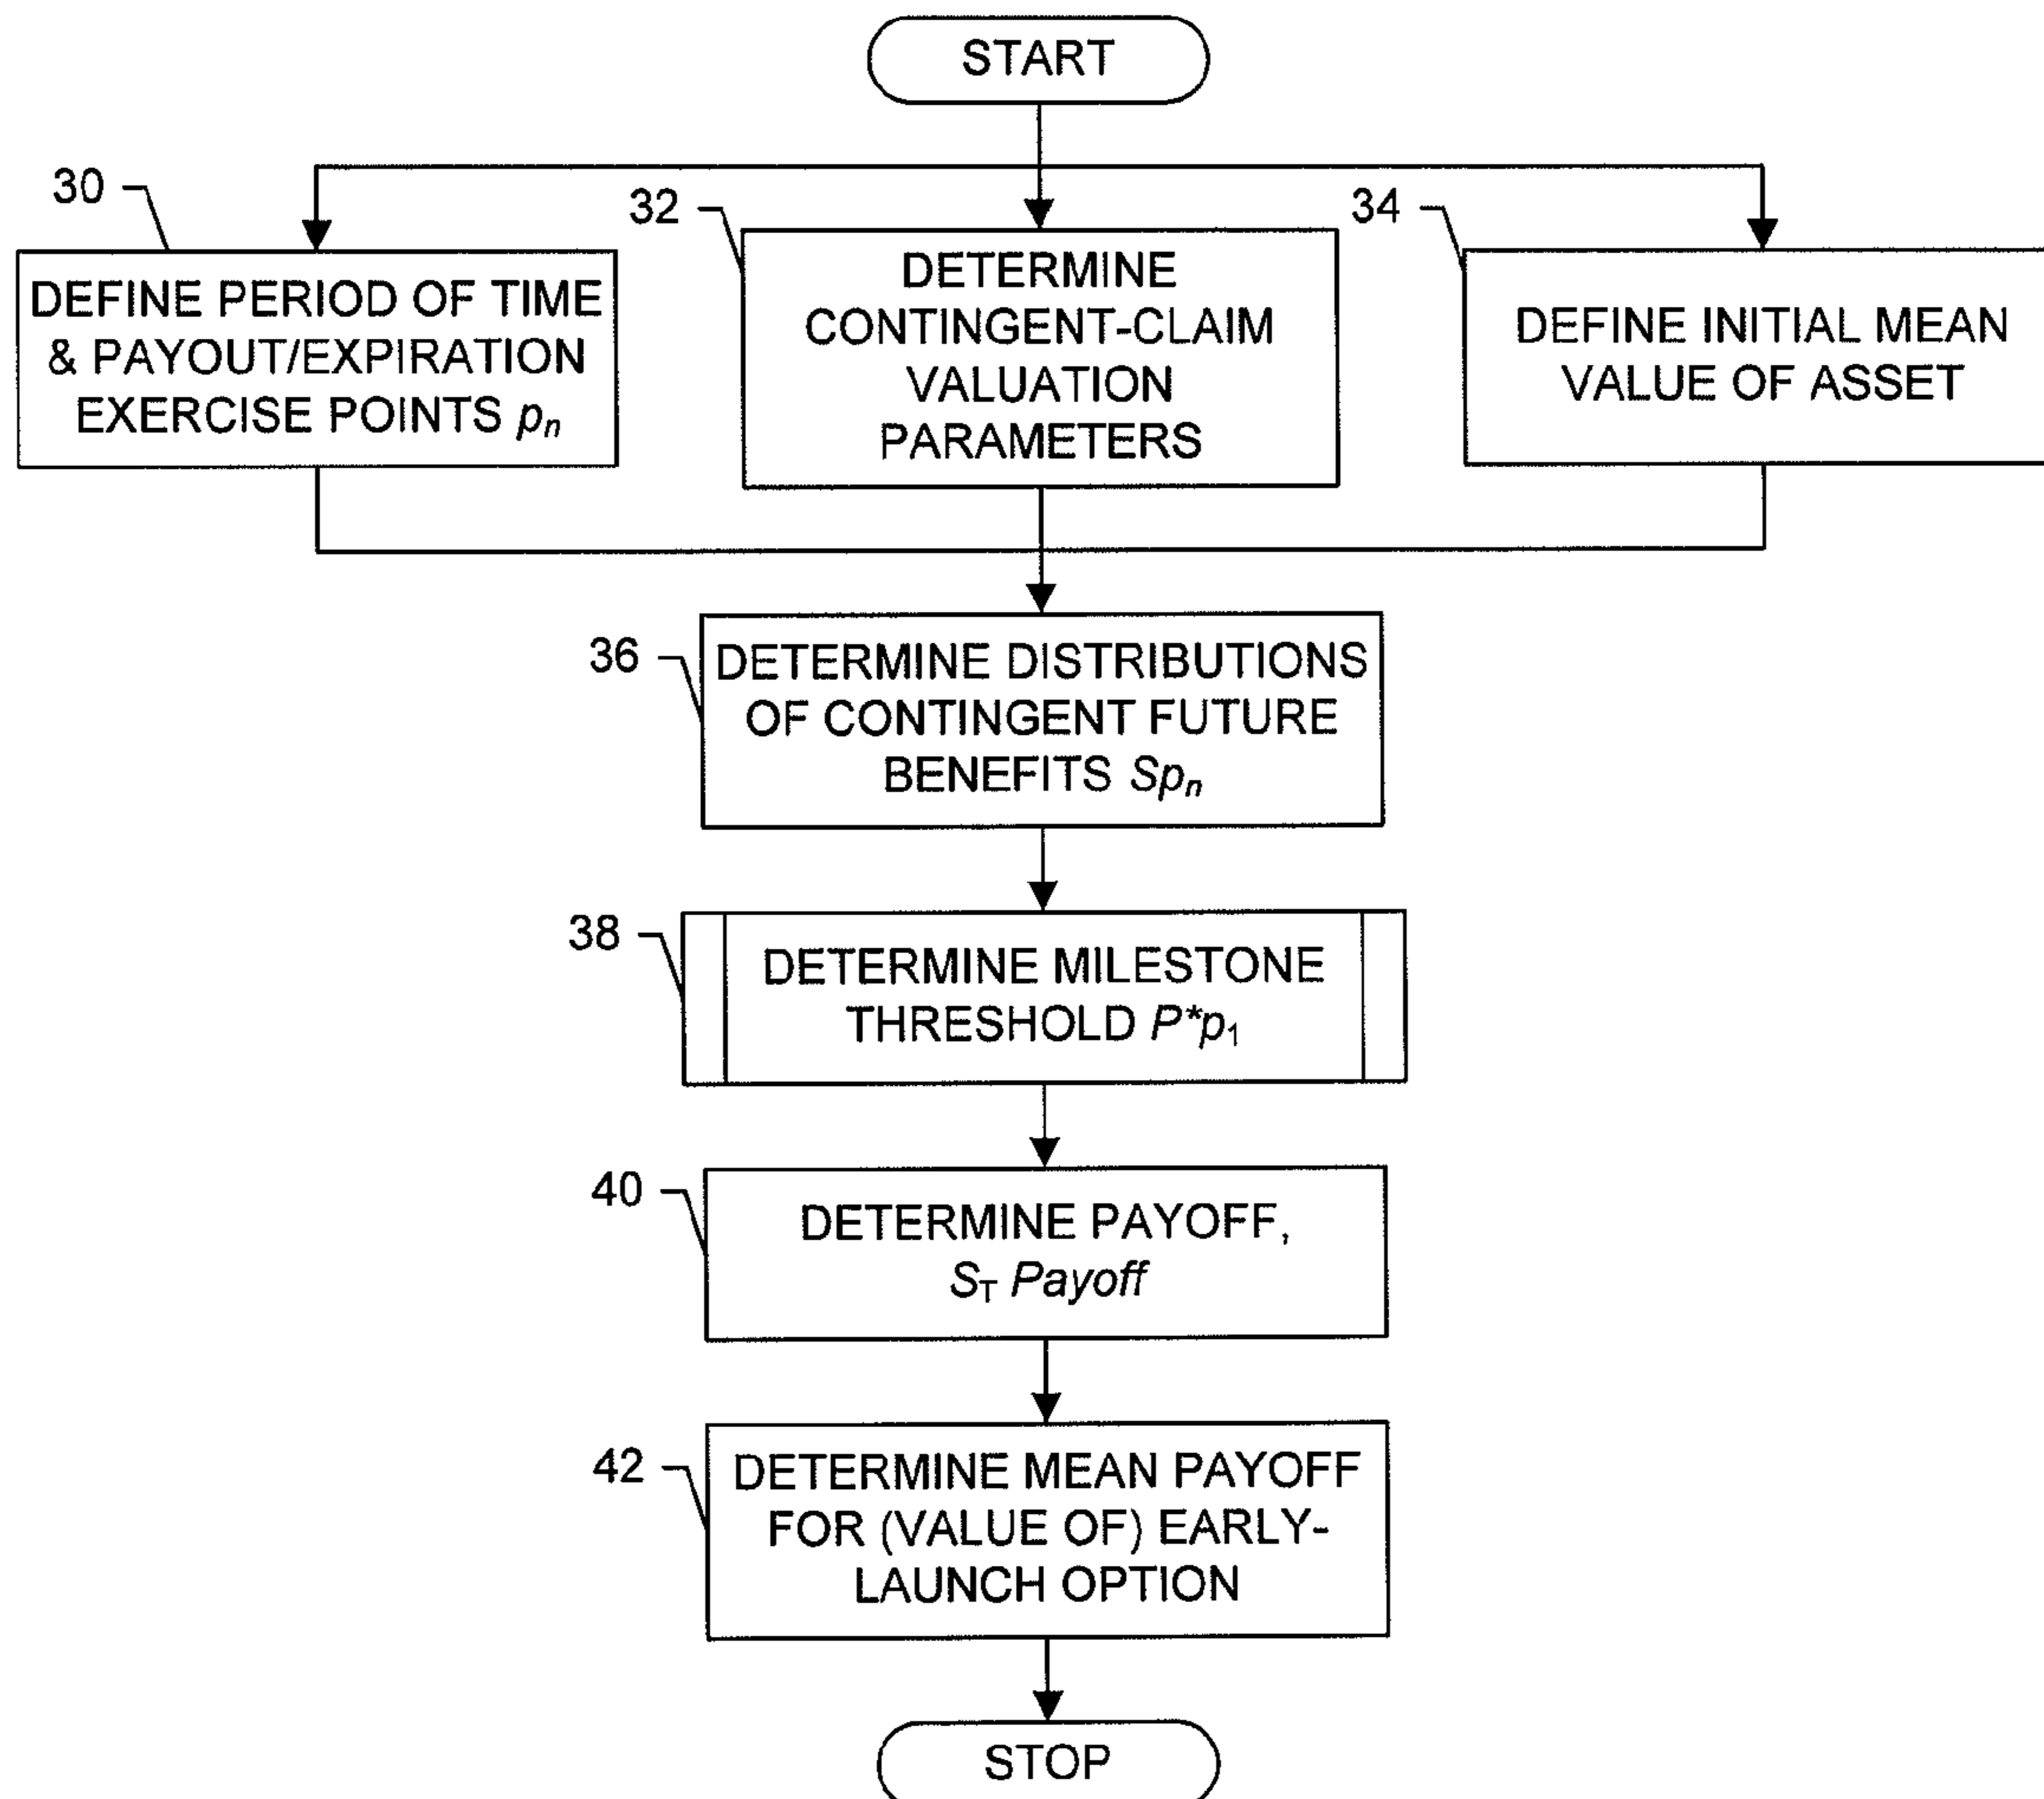 START
30
DEFINE PERIOD OF TIME
& PAYOUT/EXPIRATION
EXERCISE POINTS pₙ
32
DETERMINE
CONTINGENT-CLAIM
VALUATION
PARAMETERS
34
DEFINE INITIAL MEAN
VALUE OF ASSET
36
DETERMINE DISTRIBUTIONS
OF CONTINGENT FUTURE
BENEFITS Spₙ
38
DETERMINE MILESTONE
THRESHOLD P*p₁
40
DETERMINE PAYOFF,
S_T Payoff
42
DETERMINE MEAN PAYOFF
FOR (VALUE OF) EARLY-
LAUNCH OPTION
STOP